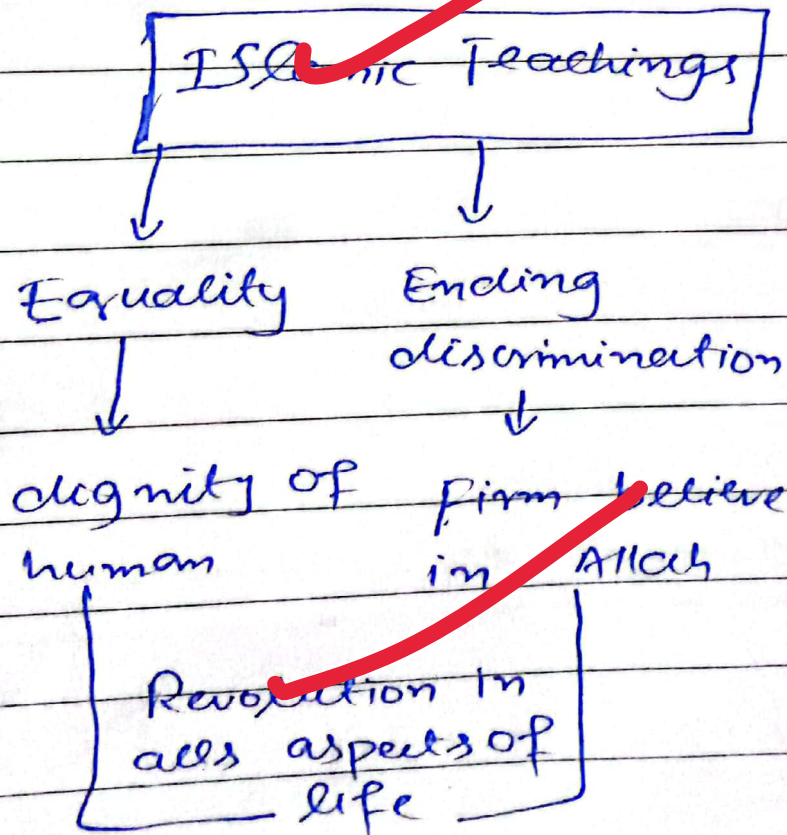 Islamic Teachings
Equality Ending
discrimination
dignity of Firm believe
human in Allah
Revolution in
alls aspects of
life